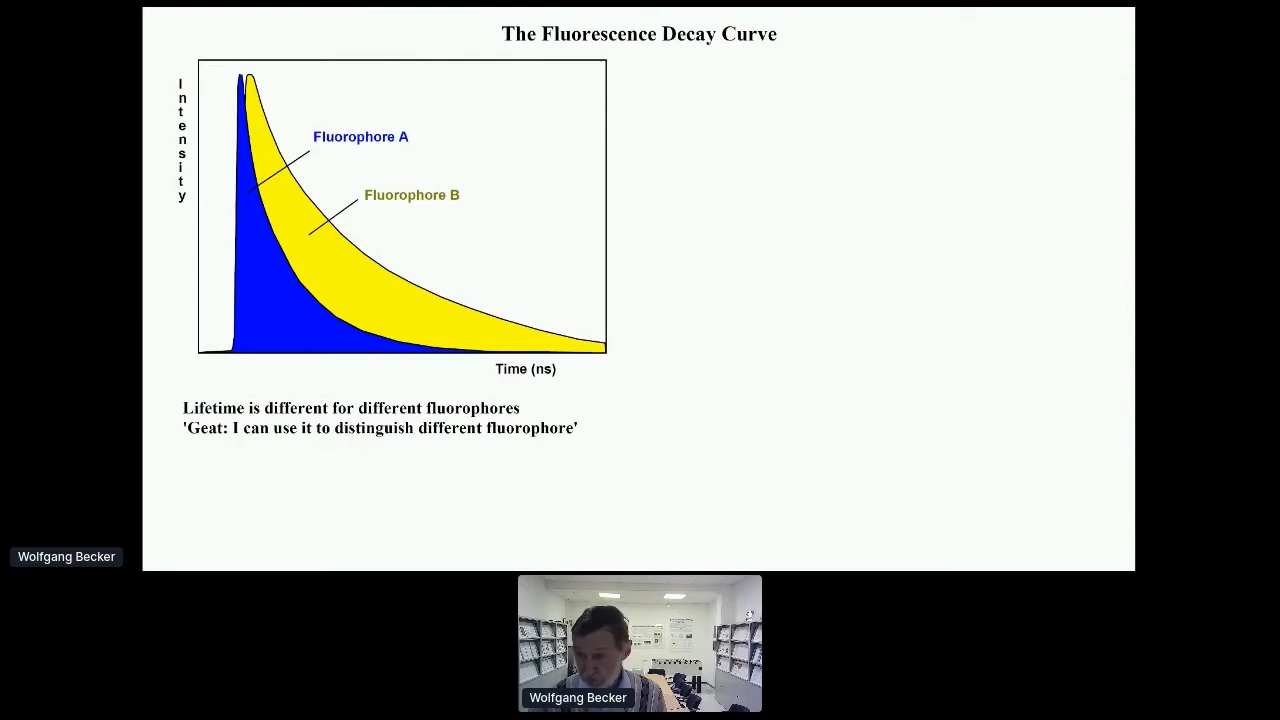 The Fluorescence Decay Curve
Intensity
Fluorophore A
Fluorophore B
Time (ns)
Lifetime is different for different fluorophores
'Geat: I can use it to distinguish different fluorophore'
Wolfgang Becker
Wolfgang Becker